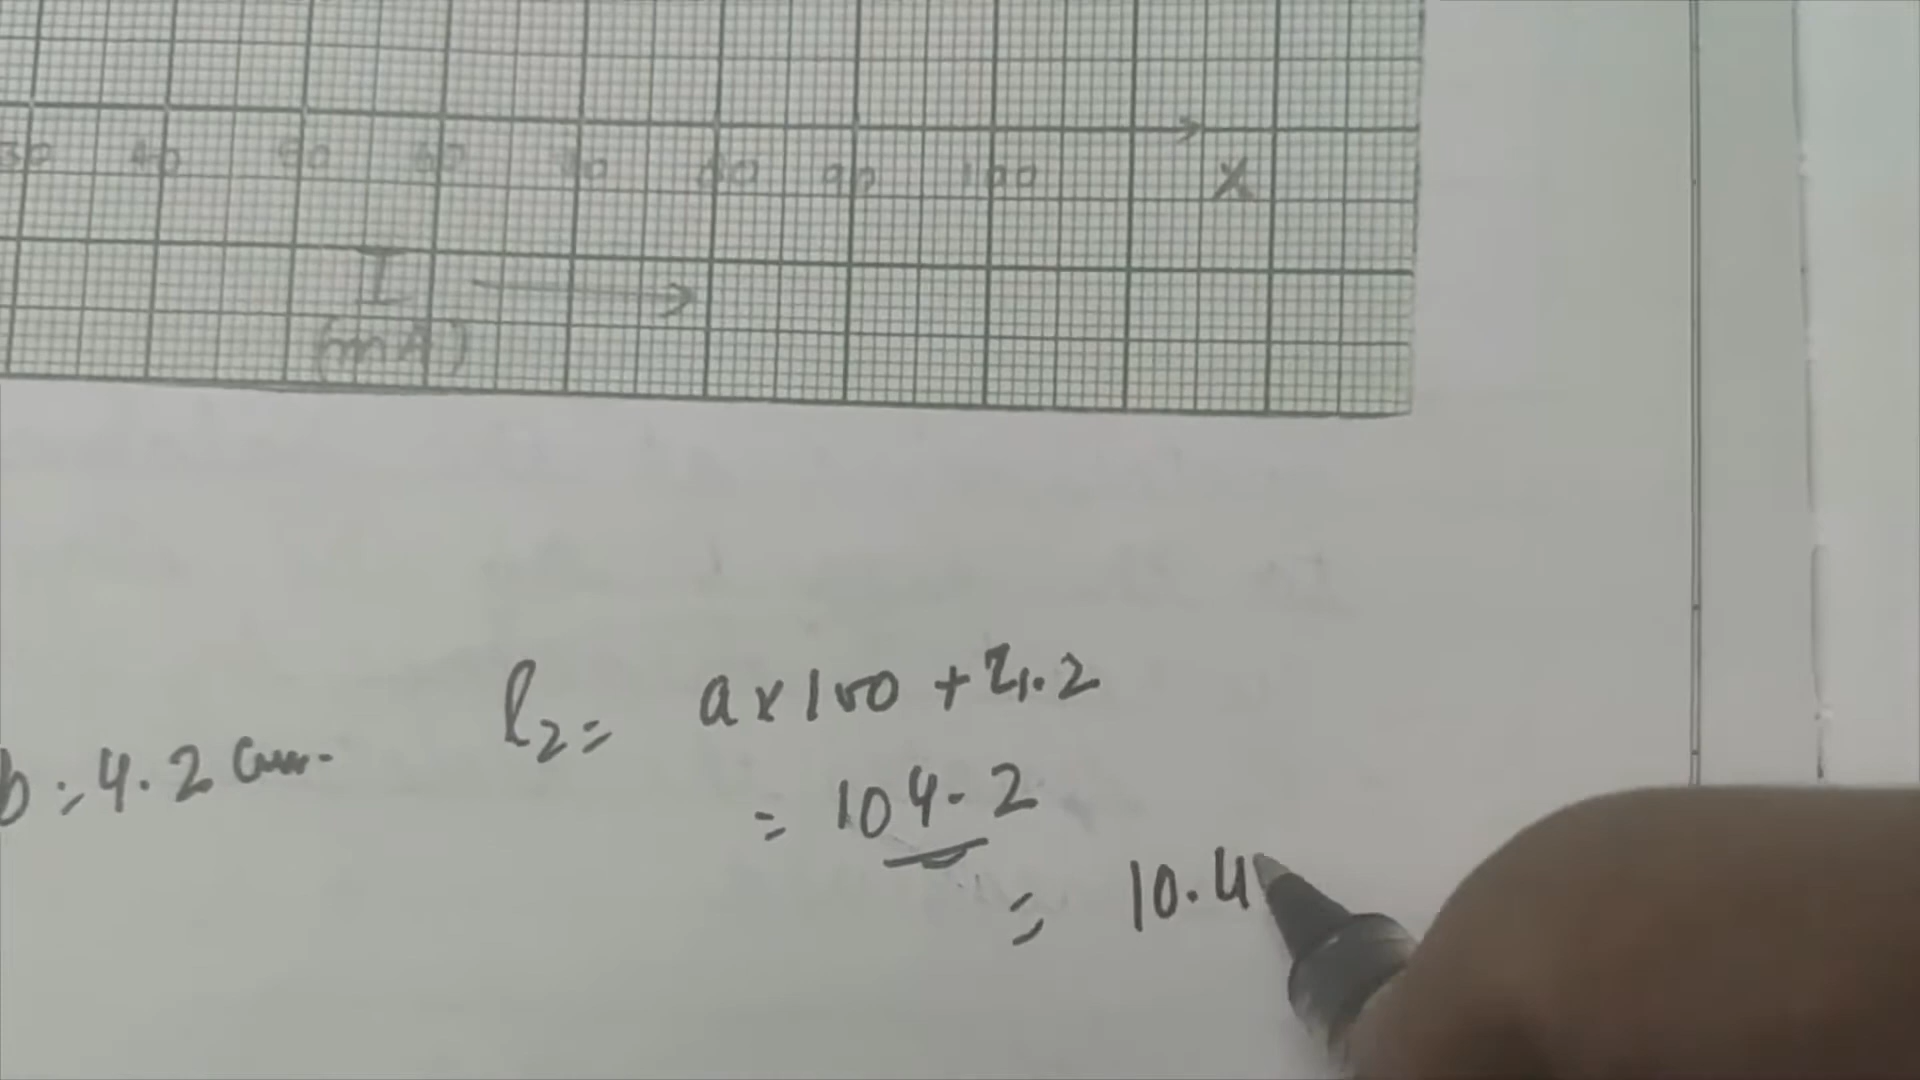 30 40 50 60 70 80 90 100 X
I
(mA)
l2= a x 100 + 4.2
b = 4.2 cm.
= 104.2
= 10.4